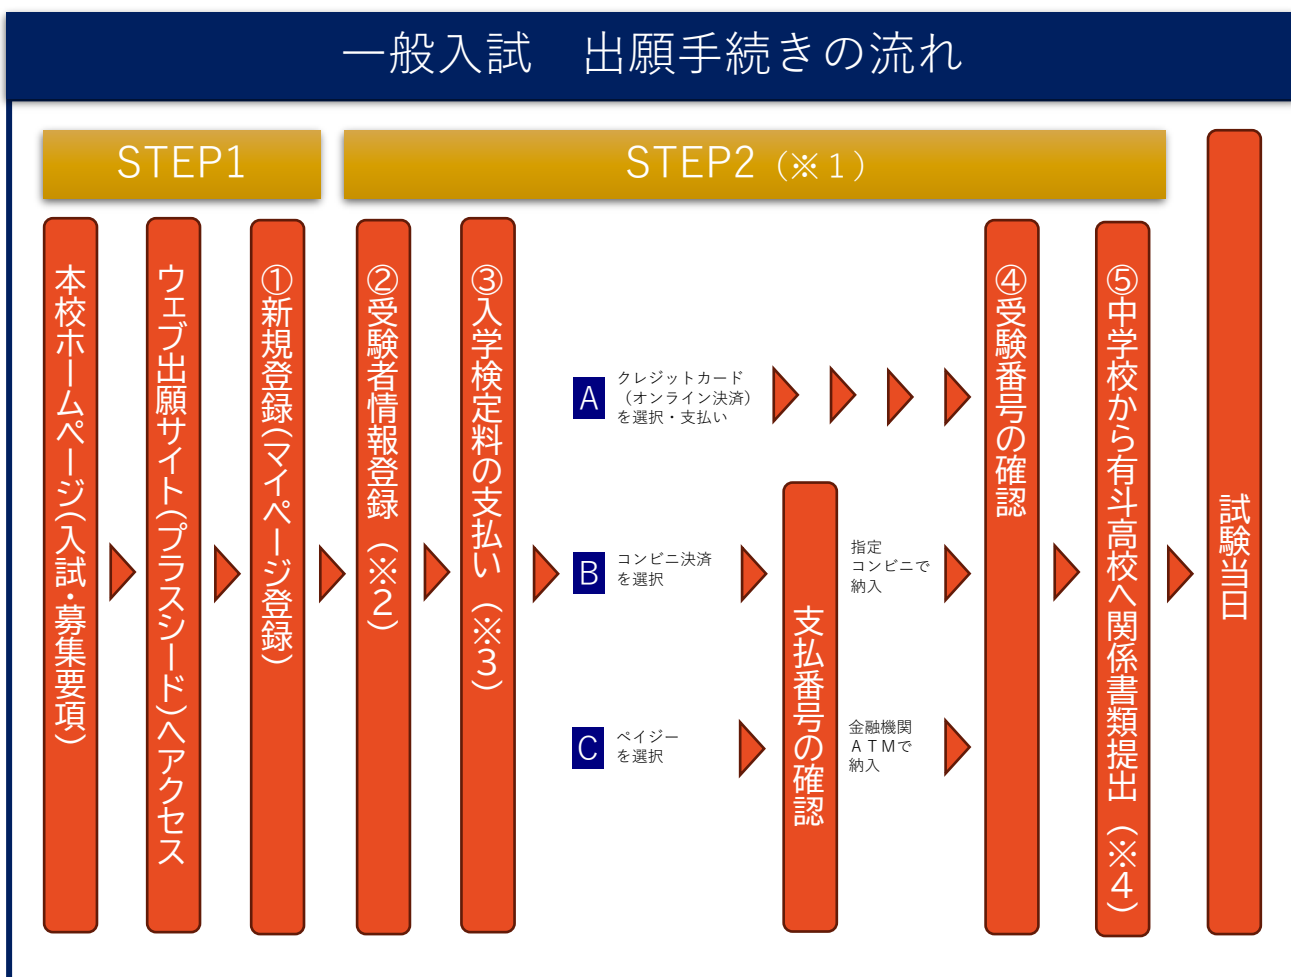 一般入試　出願手続きの流れ
STEP1
STEP2（※１）
本校ホームページ(入試・募集要項)
ウェブ出願サイト(プラスシード)へアクセス
①新規登録(マイページ登録)
②受験者情報登録（※２）
③入学検定料の支払い（※３）
A
クレジットカード
（オンライン決済）
を選択・支払い
B
コンビニ決済
を選択
C
ペイジー
を選択
支払番号の確認
指定
コンビニで
納入
金融機関
ＡＴＭで
納入
④受験番号の確認
⑤中学校から有斗高校へ関係書類提出（※４）
試験当日